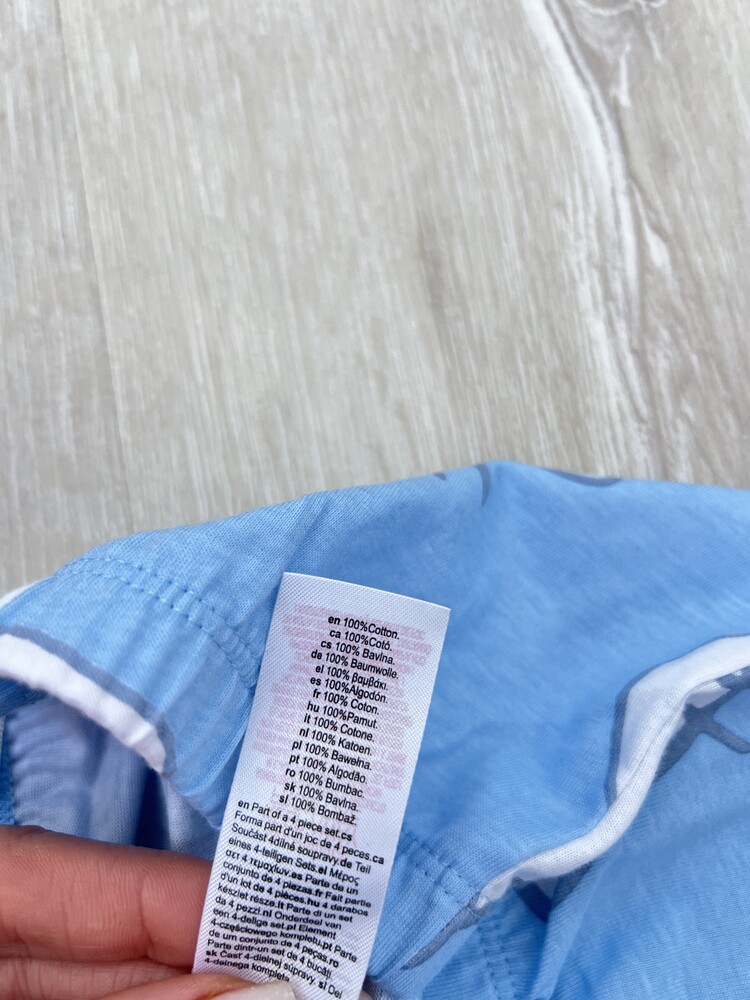 en 100%Cotton.
ca 100%Cotó.
cs 100% Bavlna.
de 100% Baumwolle.
el 100% βαμβάκι.
es 100%Algodón.
fr 100% Coton.
hu 100%Pamut.
it 100% Cotone.
nl 100% Katoen.
pl 100% Bawełna.
pt 100% Algodão.
ro 100% Bumbac.
sk 100% Bavlna.
sl 100% Bombaž.
en Part of a 4 piece set.cs
Forma part d'un joc de 4 peces.ca
Součást 4dílné soupravy.de Teil
eines 4-teiligen Sets.el Μέρος
σετ 4 τεμαχίων.es Parte de un
conjunto de 4 piezas.fr Fait partie
d'un lot de 4 pièces.hu 4 darabos
készlet része.it Parte di un set
da 4 pezzi.nl Onderdeel van
een 4-delige set.pl Element
4-częściowego kompletu.pt Parte
de um conjunto de 4 peças.ro
Parte dintr-un set de 4 bucăți.
sk Časť 4-dielnej súpravy. sl Del
4-delnega kompleta